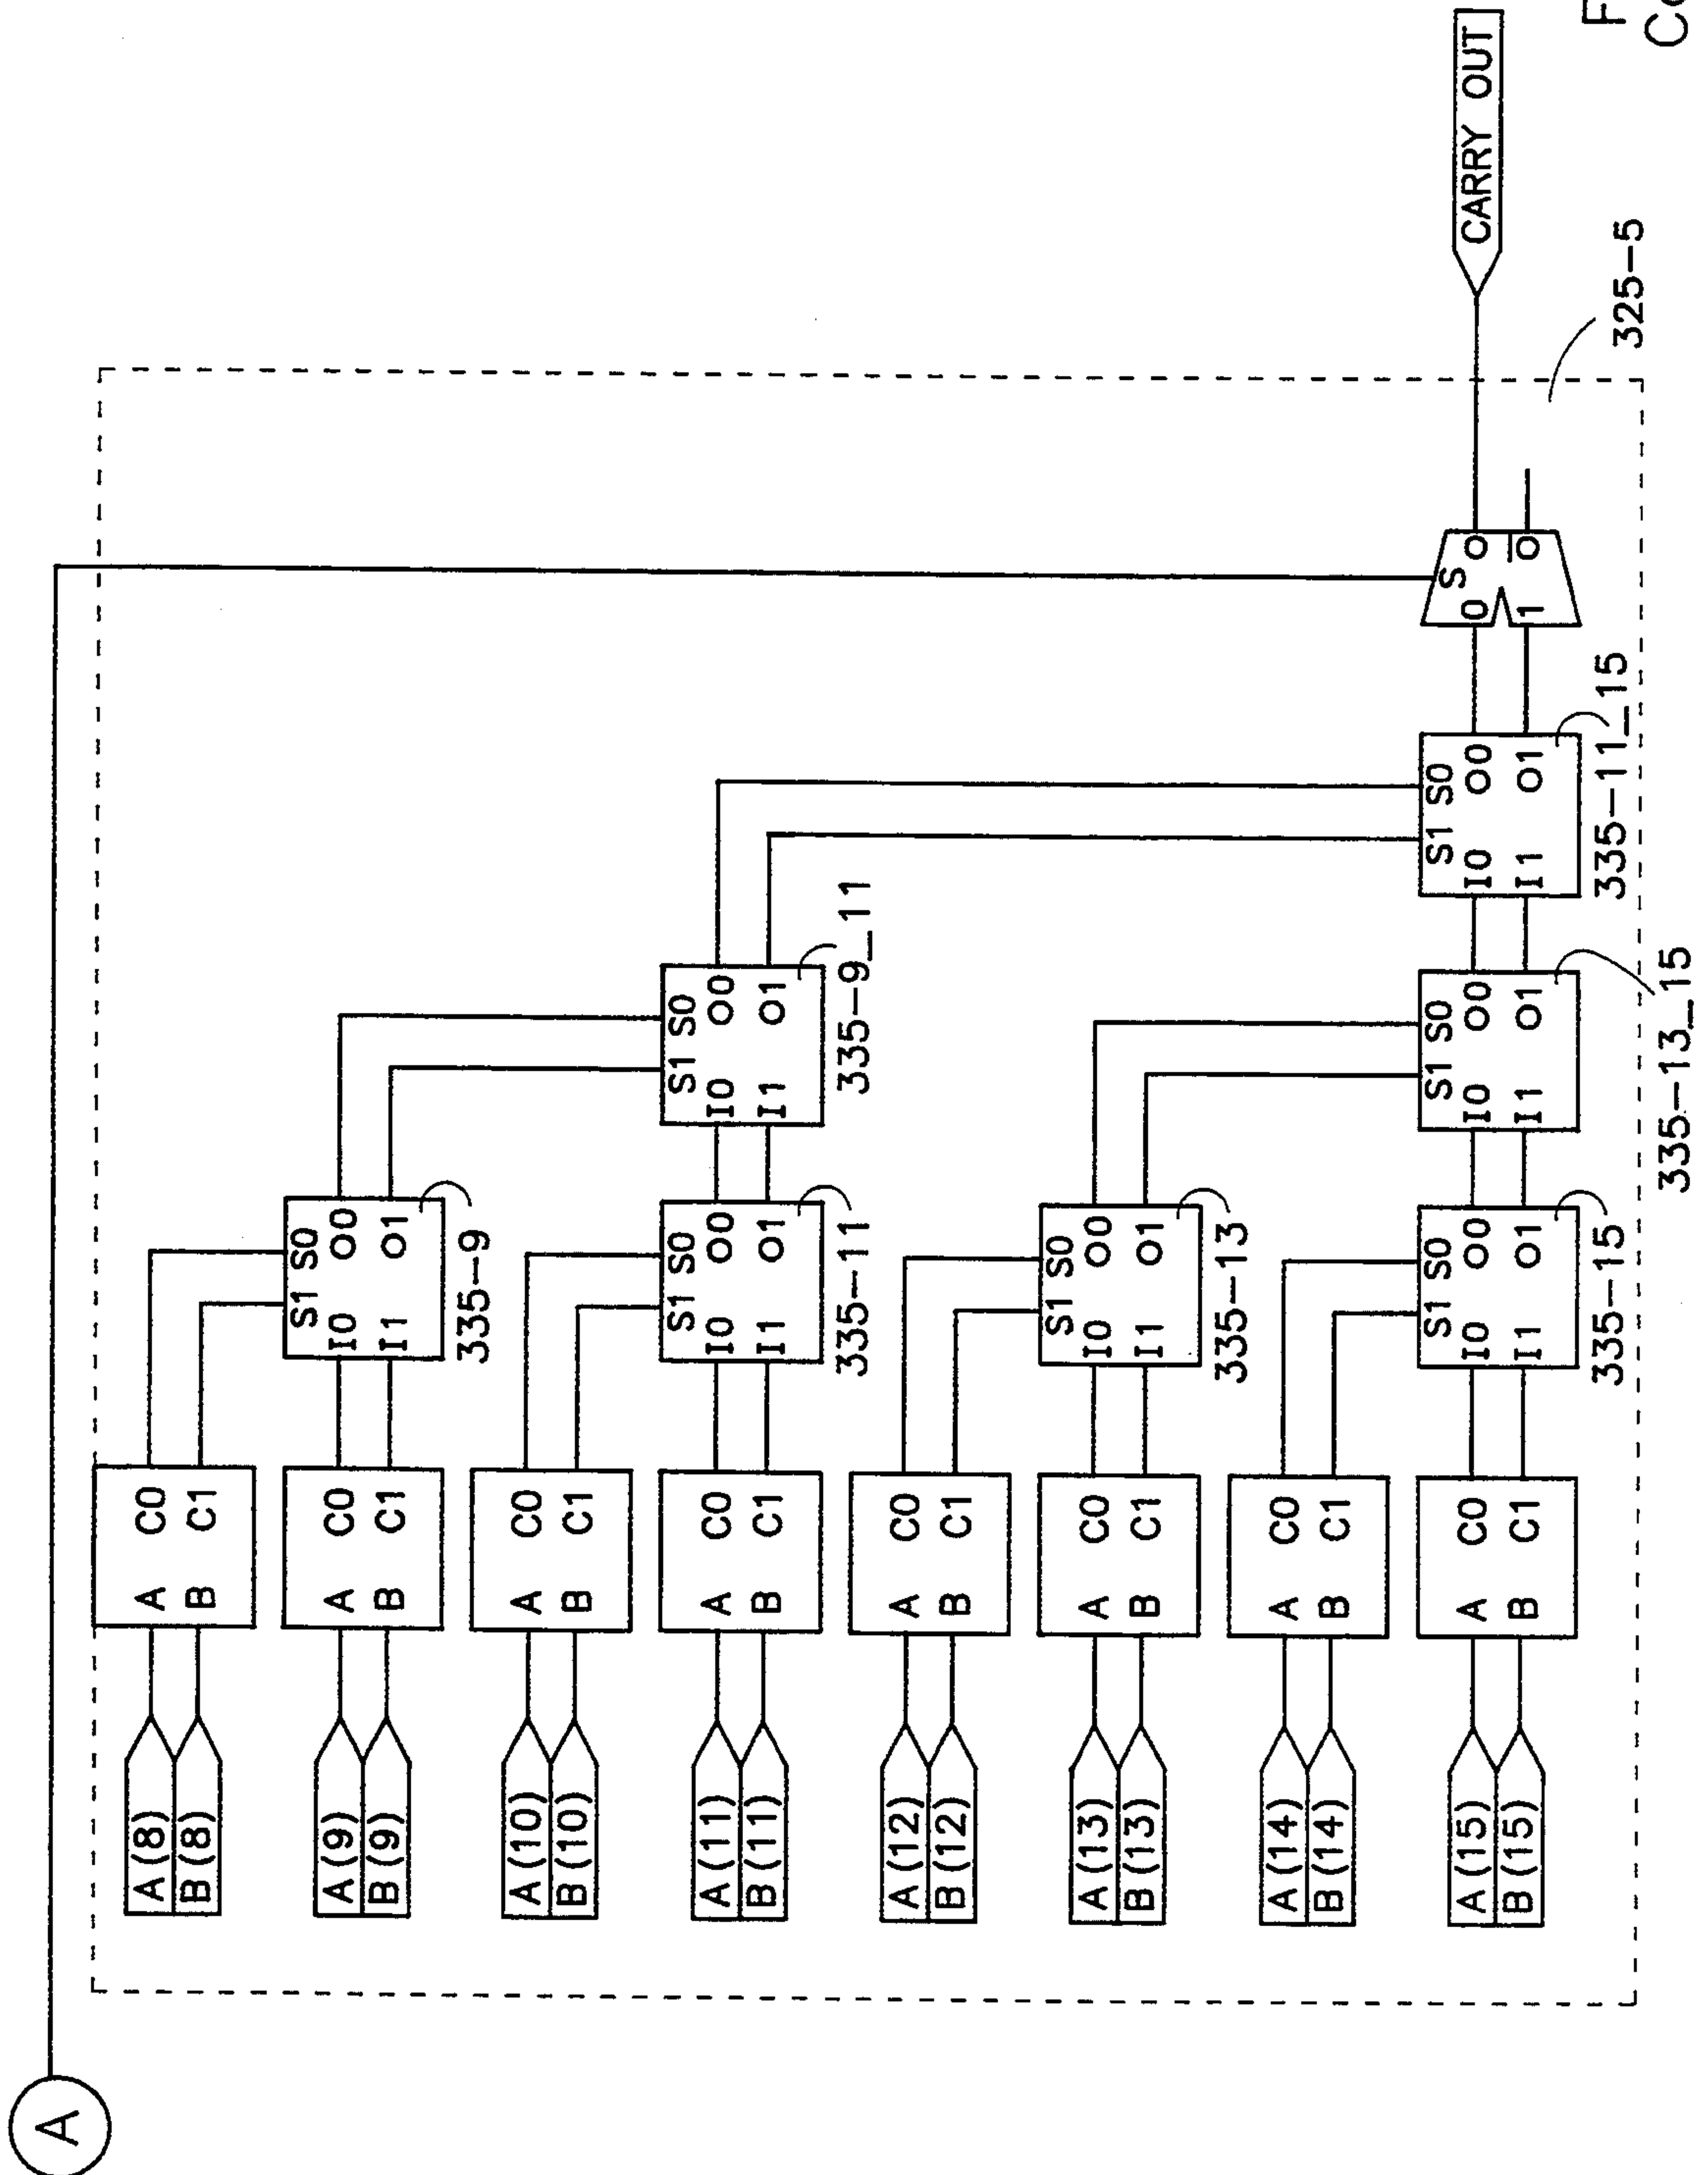 A
A(8)
B(8)
A C0
B C1
A(9)
B(9)
A C0
B C1
S1 S0
I0 O0
I1 O1
335-9
A(10)
B(10)
A C0
B C1
A(11)
B(11)
A C0
B C1
S1 S0
I0 O0
I1 O1
335-11
S1 S0
I0 O0
I1 O1
335-9_11
A(12)
B(12)
A C0
B C1
A(13)
B(13)
A C0
B C1
S1 S0
I0 O0
I1 O1
335-13
A(14)
B(14)
A C0
B C1
A(15)
B(15)
A C0
B C1
S1 S0
I0 O0
I1 O1
335-15
S1 S0
I0 O0
I1 O1
335-13_15
S1 S0
I0 O0
I1 O1
335-11_15
S
0 O
1 O
CARRY OUT
325-5